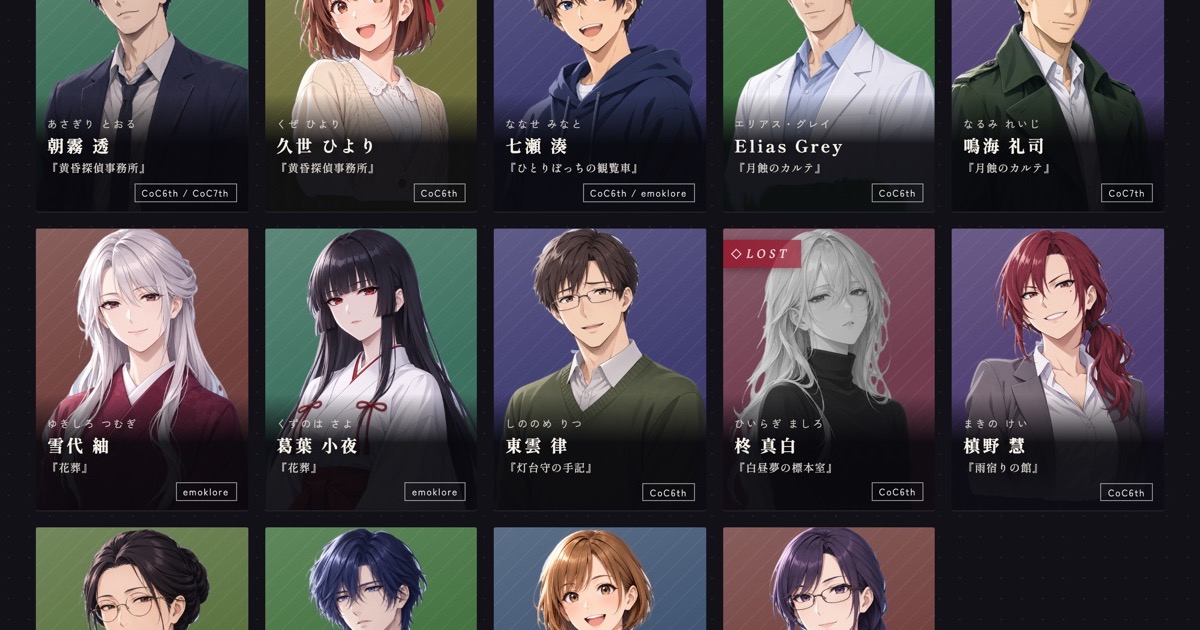 あさぎり とおる
朝霧 透
『黄昏探偵事務所』
CoC6th / CoC7th
くぜ ひより
久世 ひより
『黄昏探偵事務所』
CoC6th
ななせ みなと
七瀬 湊
『ひとりぼっちの観覧車』
CoC6th / emoklore
エリアス・グレイ
Elias Grey
『月蝕のカルテ』
CoC6th
なるみ れいじ
鳴海 礼司
『月蝕のカルテ』
CoC7th
ゆきしろ つむぎ
雪代 紬
『花葬』
emoklore
くずのは さよ
葛葉 小夜
『花葬』
emoklore
しののめ りつ
東雲 律
『灯台守の手記』
CoC6th
◇LOST
ひいらぎ ましろ
柊 真白
『白昼夢の標本室』
CoC6th
まきの けい
槙野 慧
『雨宿りの館』
CoC6th